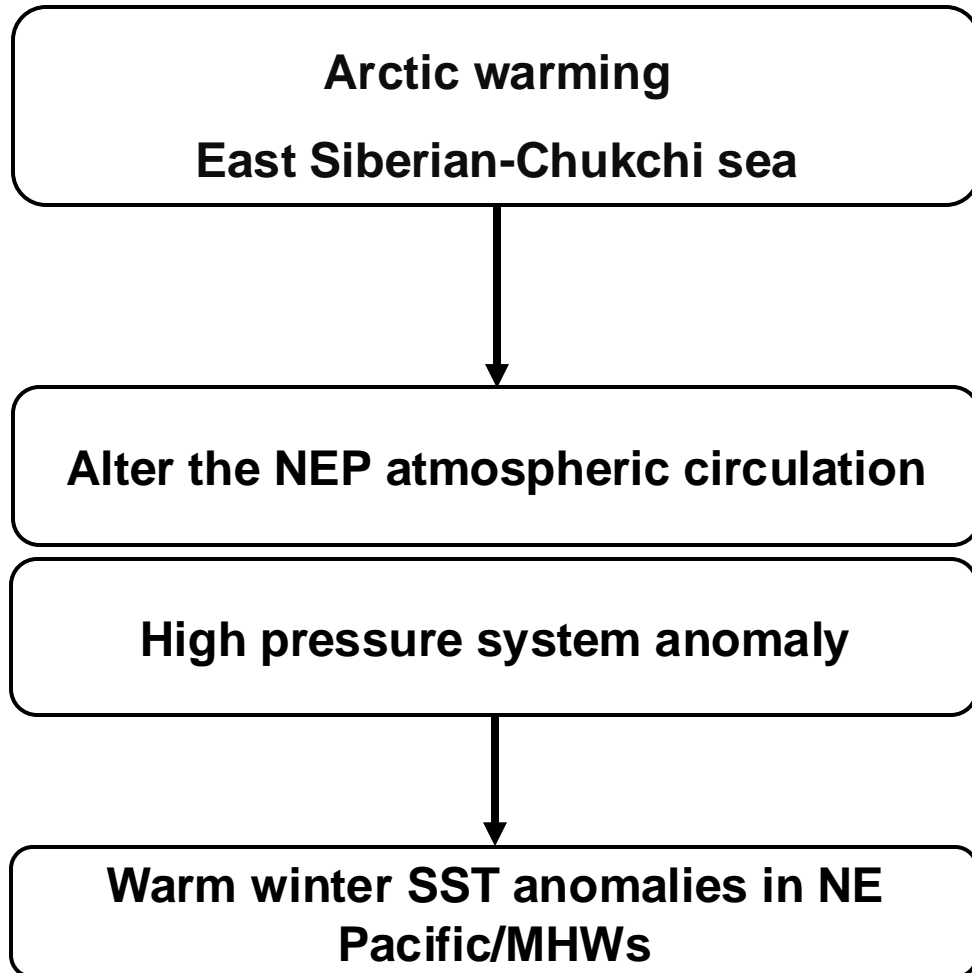 Arctic warming
East Siberian-Chukchi sea
Alter the NEP atmospheric circulation
High pressure system anomaly
Warm winter SST anomalies in NE
Pacific/MHWs